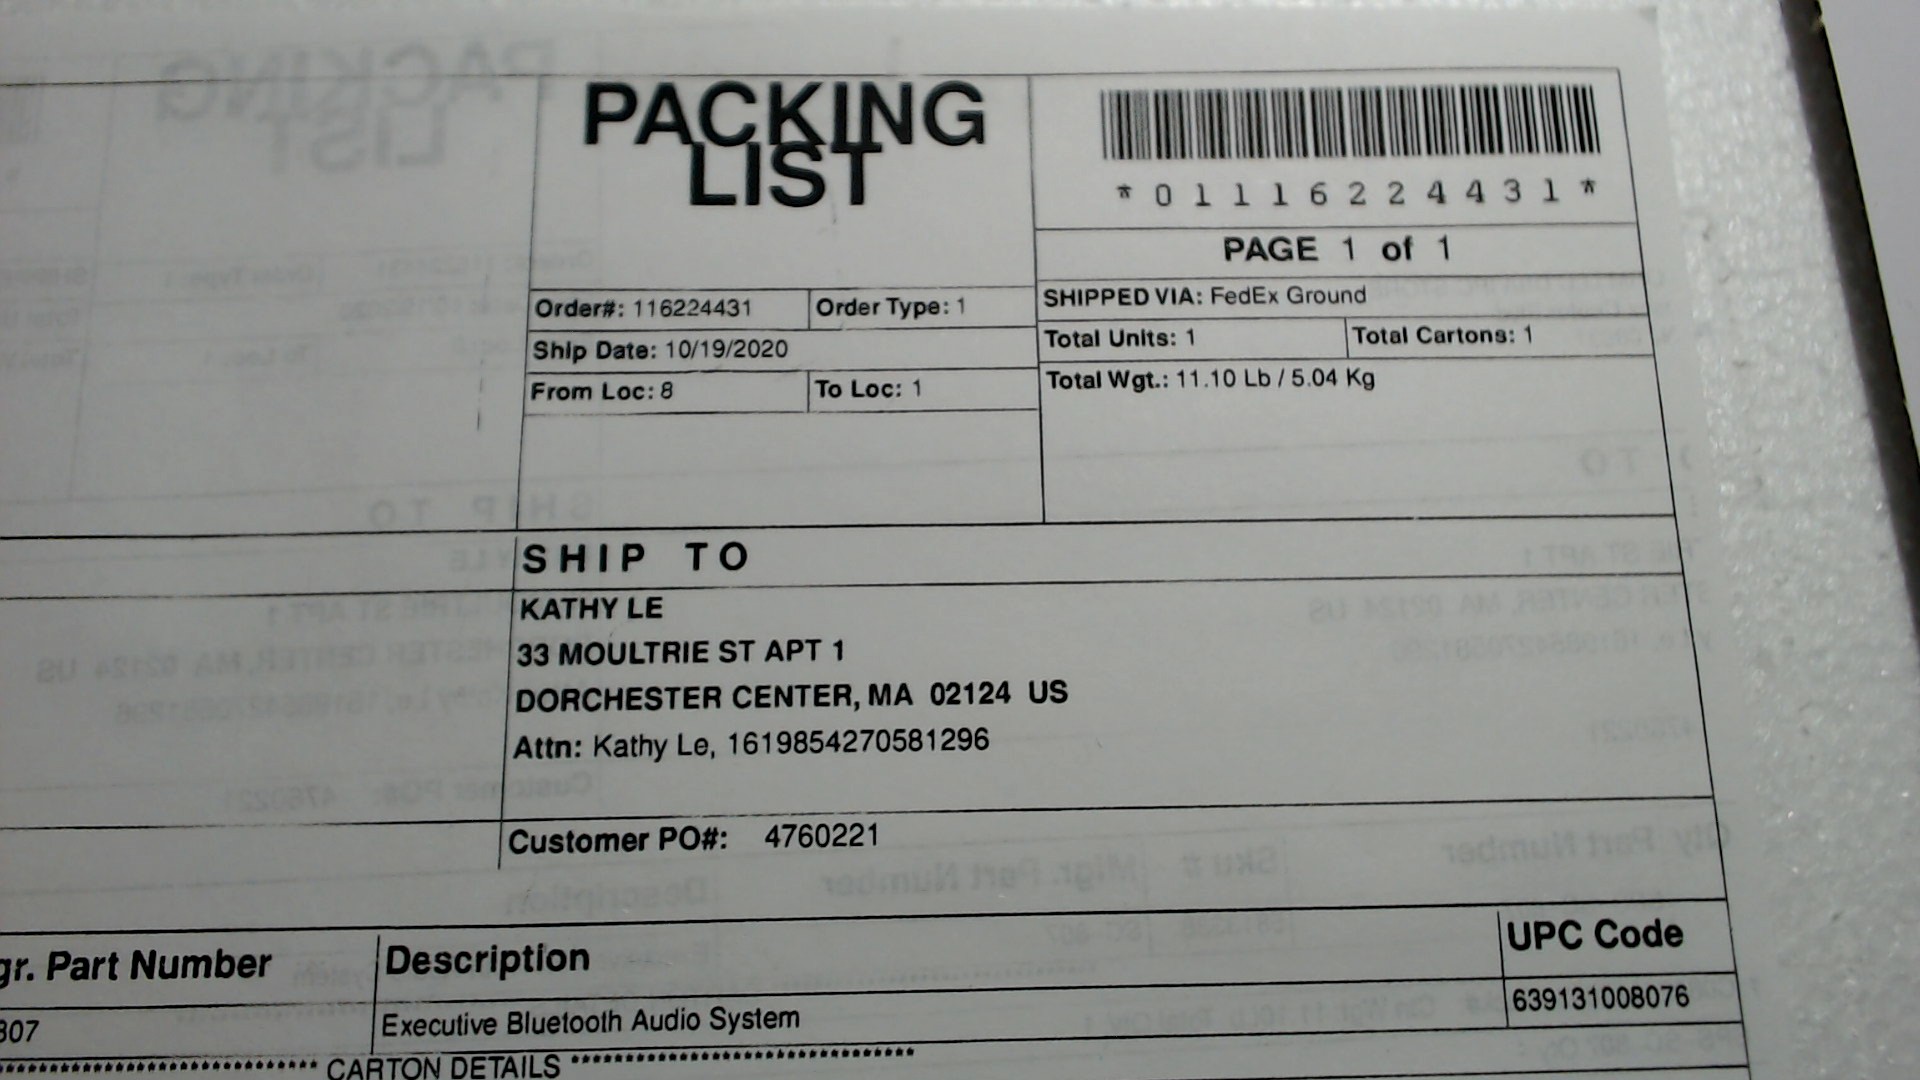 PACKING
LIST
*01116224431*
PAGE 1 of 1
Order#: 116224431 Order Type: 1
SHIPPED VIA: FedEx Ground
Ship Date: 10/19/2020
Total Units: 1 Total Cartons: 1
From Loc: 8 To Loc: 1
Total Wgt.: 11.10 Lb / 5.04 Kg
SHIP TO
KATHY LE
33 MOULTRIE ST APT 1
DORCHESTER CENTER, MA 02124 US
Attn: Kathy Le, 1619854270581296
Customer PO#: 4760221
gr. Part Number Description UPC Code
807 Executive Bluetooth Audio System 639131008076
CARTON DETAILS